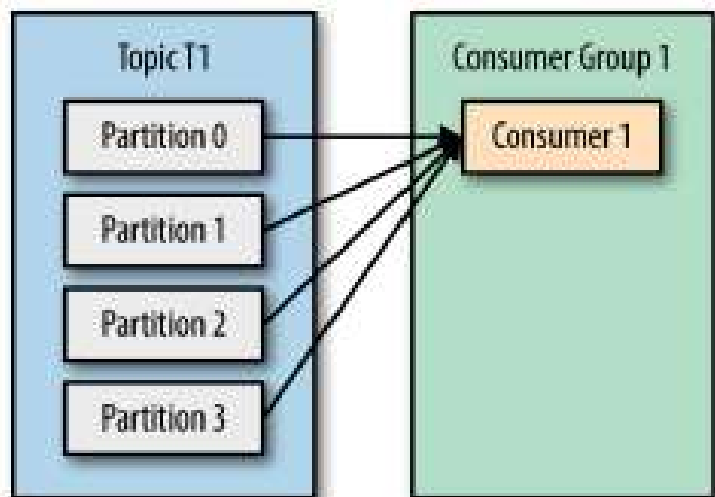 Topic T1
Partition 0
Partition 1
Partition 2
Partition 3
Consumer Group 1
Consumer 1